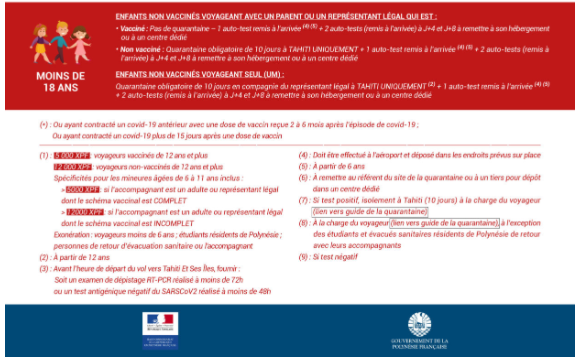 MOINS DE
18 ANS
ENFANTS NON VACCINÉS VOYAGEANT AVEC UN PARENT OU UN REPRÉSENTANT LÉGAL QUI EST :
• Vacciné : Pas de quarantaine – 1 auto-test remis à l'arrivée (4) (5) + 2 auto-tests (remis à l'arrivée) à J+4 et J+8 à remettre à son hébergement
ou à un centre dédié
• Non vacciné : Quarantaine obligatoire de 10 jours à TAHITI UNIQUEMENT + 1 auto-test remis à l'arrivée (4) (5) + 2 auto-tests (remis à
l'arrivée) à J+4 et J+8 à remettre à son hébergement ou à un centre dédié
ENFANTS NON VACCINÉS VOYAGEANT SEUL (UM) :
Quarantaine obligatoire de 10 jours en compagnie du représentant légal à TAHITI UNIQUEMENT (2) + 1 auto-test remis à l'arrivée (4) (5)
+ 2 auto-tests (remis à l'arrivée) à J+4 et J+8 à remettre à son hébergement ou à un centre dédié
(*) : Ou ayant contracté un covid-19 antérieur avec une dose de vaccin reçue 2 à 6 mois après l'épisode de covid-19 ;
Ou ayant contracté un covid-19 plus de 15 jours après une dose de vaccin
(1) : 5 000 XPF: voyageurs vaccinés de 12 ans et plus
12 000 XPF: voyageurs non-vaccinés de 12 ans et plus
Spécificités pour les mineures âgées de 6 à 11 ans inclus :
» 5000XPF: si l'accompagnant est un adulte ou représentant légal
dont le schéma vaccinal est COMPLET
» 12000XPF: si l'accompagnant est un adulte ou représentant légal
dont le schéma vaccinal est INCOMPLET
Exonération : voyageurs moins de 6 ans ; étudiants résidents de Polynésie ;
personnes de retour d'évacuation sanitaire ou l'accompagnant
(2) : À partir de 12 ans
(3) : Avant l'heure de départ du vol vers Tahiti Et Ses Îles, fournir :
Soit un examen de dépistage RT-PCR réalisé à moins de 72h
ou un test antigénique négatif du SARSCoV2 réalisé à moins de 48h
(4) : Doit être effectué à l'aéroport et déposé dans les endroits prévus sur place
(5) : À partir de 6 ans
(6) : À remettre au référent du site de la quarantaine ou à un tiers pour dépôt
dans un centre dédié
(7) : Si test positif, isolement à Tahiti (10 jours) à la charge du voyageur
(lien vers guide de la quarantaine)
(8) : À la charge du voyageur (lien vers guide de la quarantaine), à l'exception
des étudiants et évacués sanitaires résidents de Polynésie de retour
avec leurs accompagnants
(9) : Si test négatif
GOUVERNEMENT DE LA
POLYNÉSIE FRANÇAISE